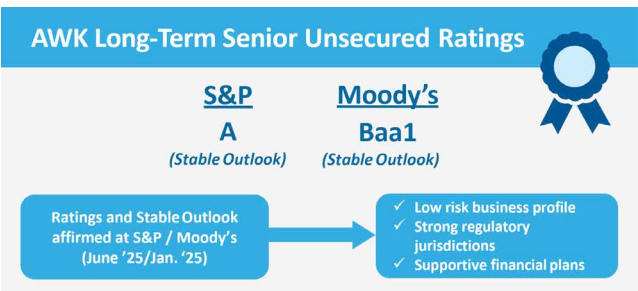 AWK Long-Term Senior Unsecured Ratings
S&P
Moody's
A
Baa1
(Stable Outlook)
(Stable Outlook)
Ratings and Stable Outlook
affirmed at S&P / Moody's
(June '25/Jan. ‘25)
✓ Low risk business profile
✓ Strong regulatory
jurisdictions
✓ Supportive financial plans